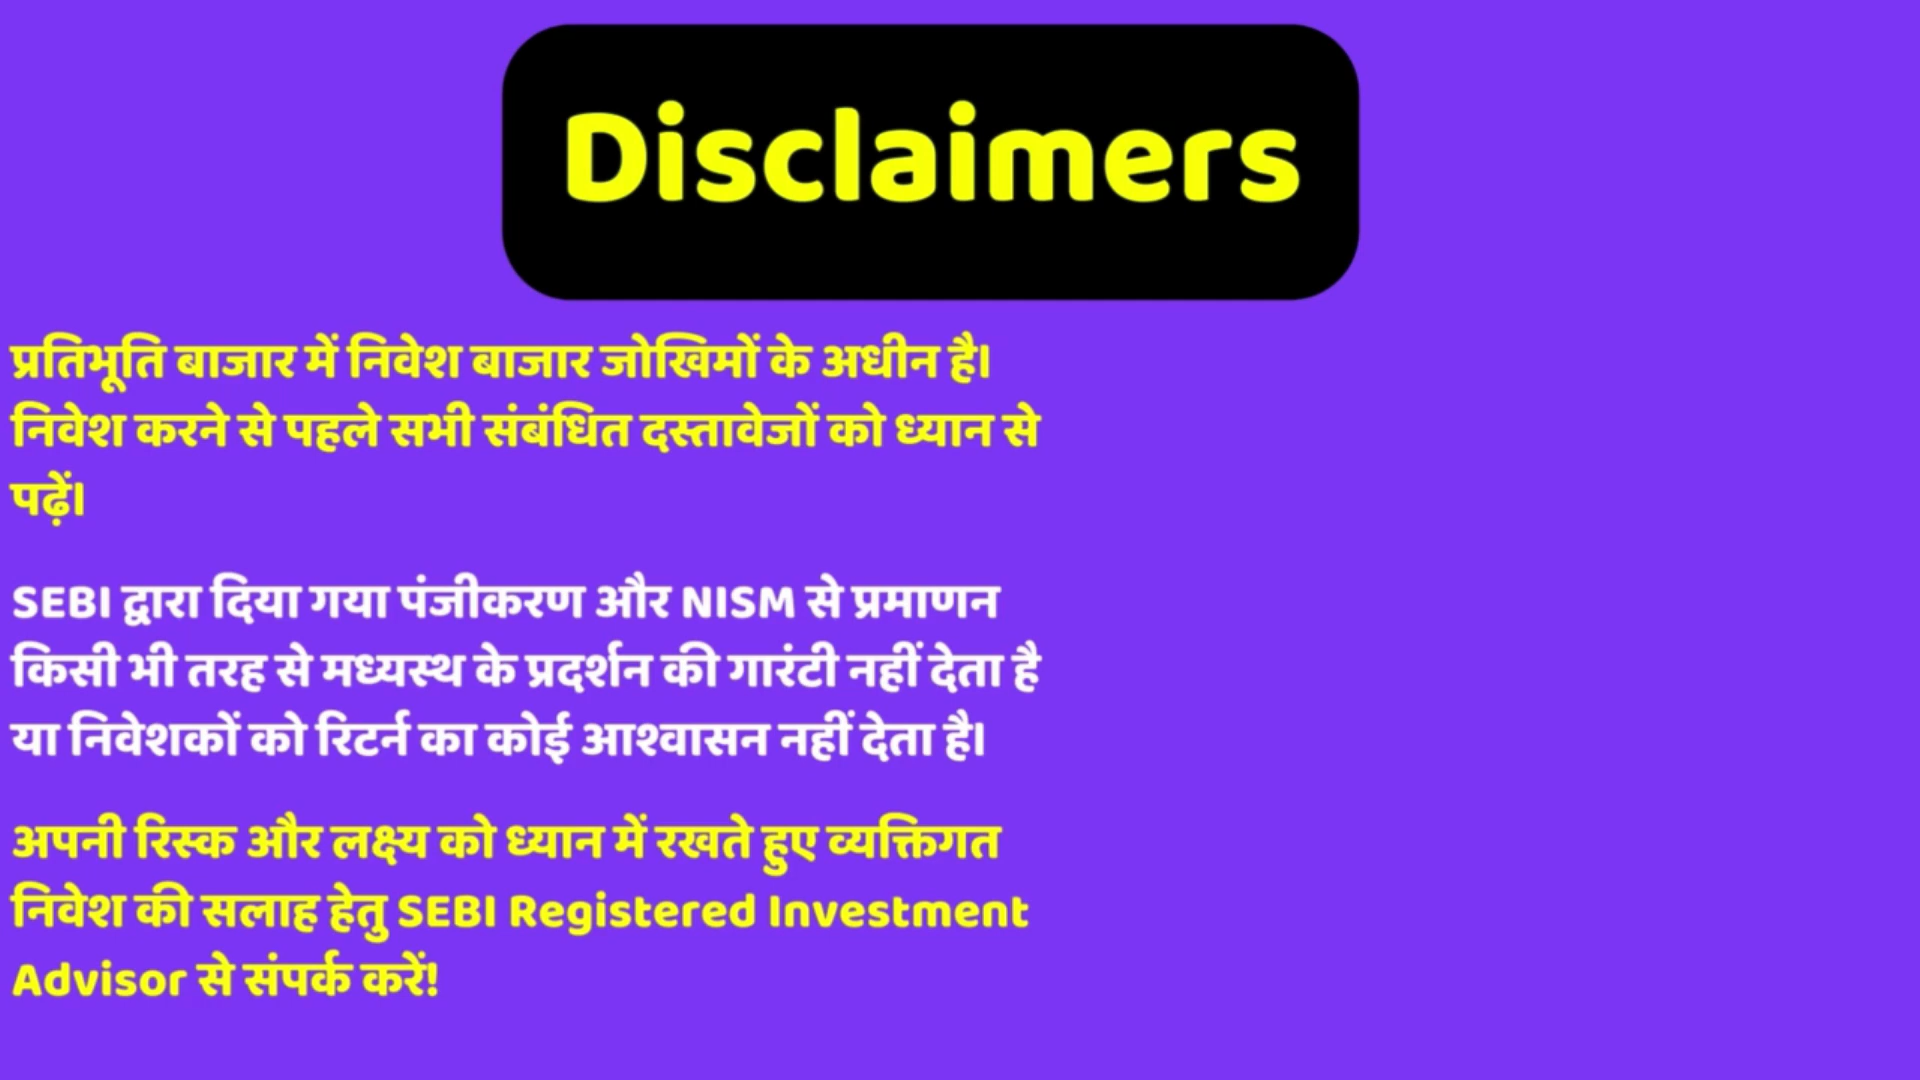 Disclaimers
प्रतिभूति बाजार में निवेश बाजार जोखिमों के अधीन है।
निवेश करने से पहले सभी संबंधित दस्तावेजों को ध्यान से
पढ़ें।
SEBI द्वारा दिया गया पंजीकरण और NISM से प्रमाणन
किसी भी तरह से मध्यस्थ के प्रदर्शन की गारंटी नहीं देता है
या निवेशकों को रिटर्न का कोई आश्वासन नहीं देता है।
अपनी रिस्क और लक्ष्य को ध्यान में रखते हुए व्यक्तिगत
निवेश की सलाह हेतु SEBI Registered Investment
Advisor से संपर्क करें!